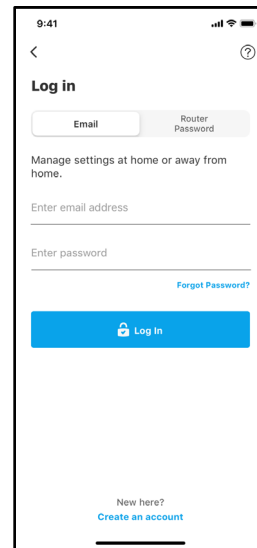 9:41
Log in
Email
Router
Password
Manage settings at home or away from
home.
Enter email address
Enter password
Forgot Password?
Log In
New here?
Create an account